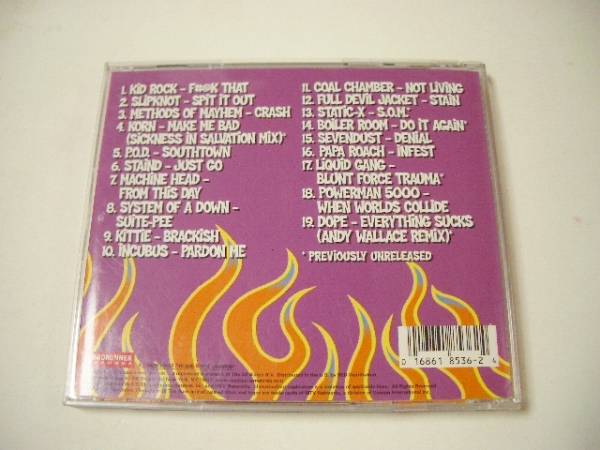 1. KID ROCK – F#@K THAT
2. SLIPKNOT – SPIT IT OUT
3. METHODS OF MAYHEM – CRASH
4. KORN – MAKE ME BAD
(SICKNESS IN SALVATION MIX)*
5. P.O.D. – SOUTHTOWN
6. STAIND – JUST GO
7. MACHINE HEAD –
FROM THIS DAY
8. SYSTEM OF A DOWN –
SUITE-PEE
9. KITTIE – BRACKISH
10. INCUBUS – PARDON ME
11. COAL CHAMBER – NOT LIVING
12. FULL DEVIL JACKET – STAIN
13. STATIC-X – S.O.M.*
14. BOILER ROOM – DO IT AGAIN*
15. SEVENDUST – DENIAL
16. PAPA ROACH – INFEST
17. LIQUID GANG –
BLUNT FORCE TRAUMA*
18. POWERMAN 5000 –
WHEN WORLDS COLLIDE
19. DOPE – EVERYTHING SUCKS
(ANDY WALLACE REMIX)*
* PREVIOUSLY UNRELEASED
0 16861 8536-2 4